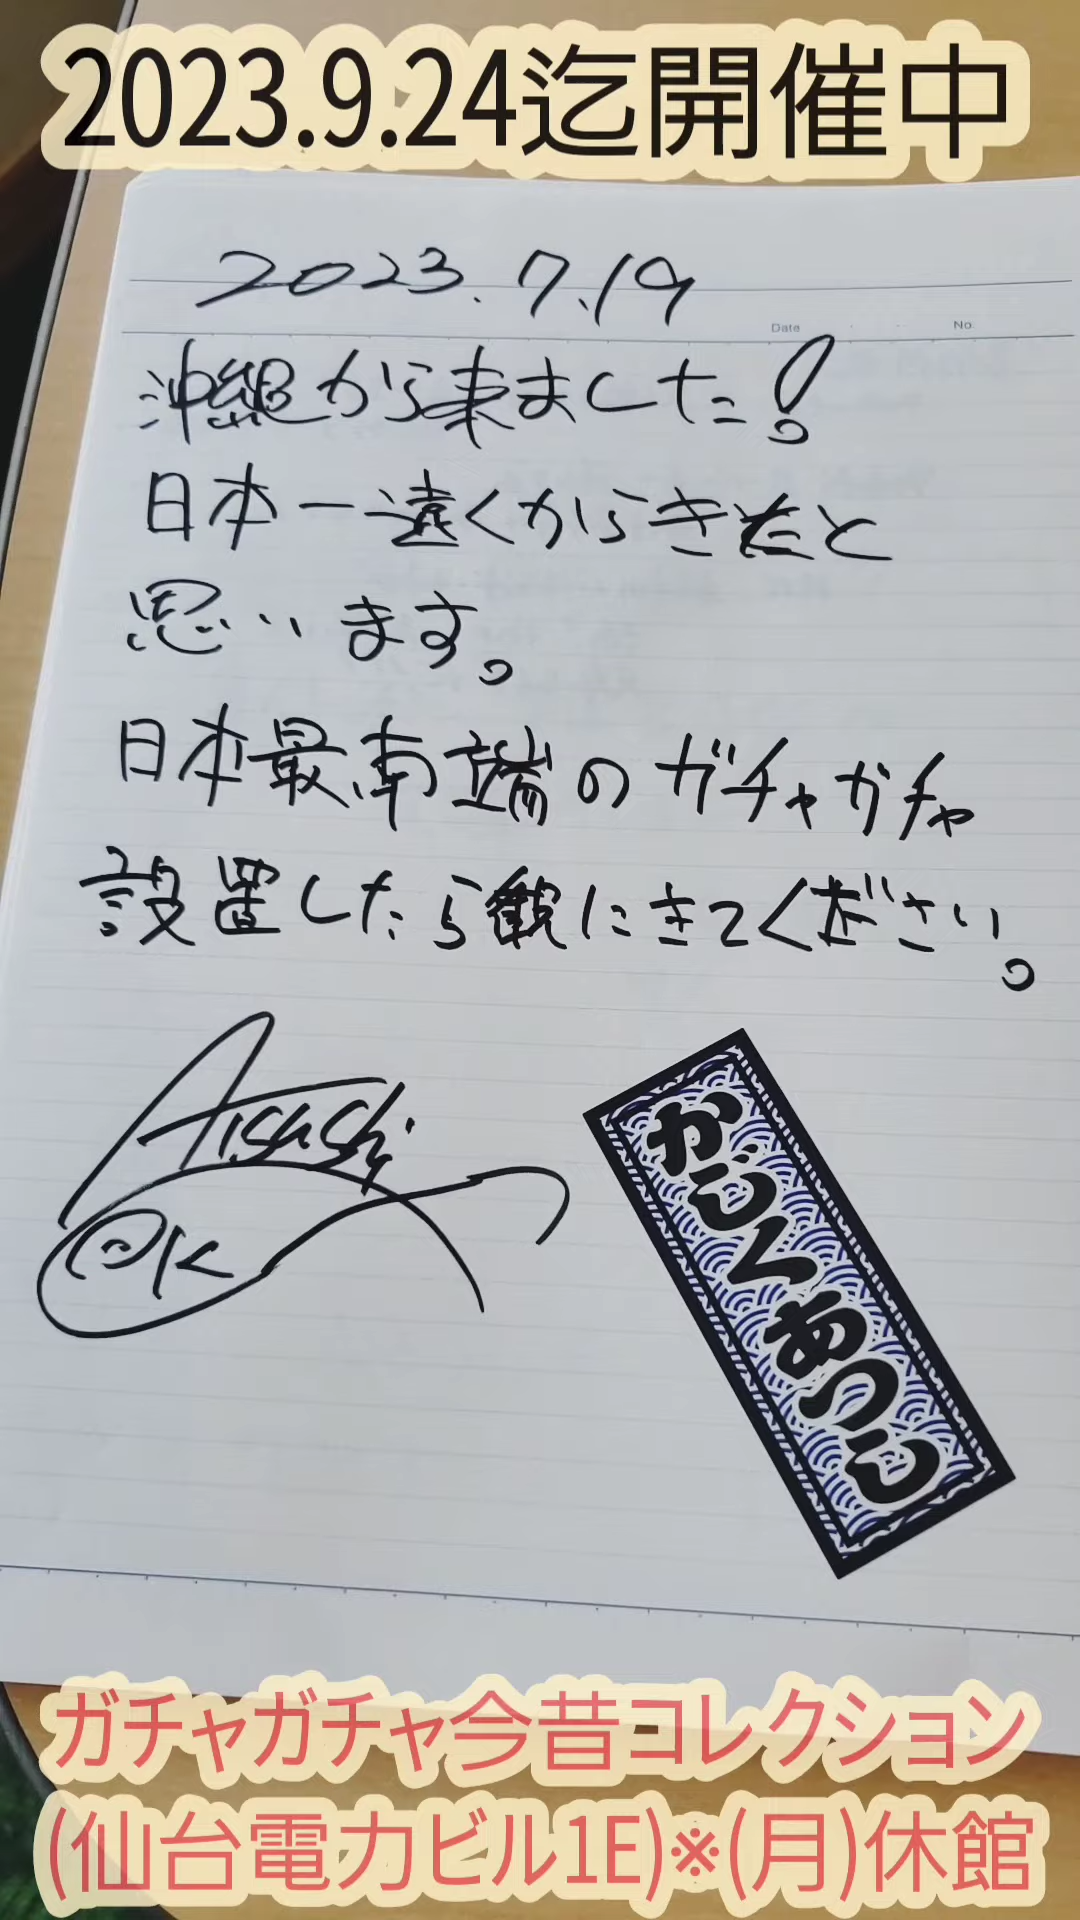 2023.9.24迄開催中
2023.7.19
Date
No.
沖縄から来ました!
日本一遠くからきたと
思います。
日本最南端のガチャガチャ
設置したら観にきてください。
Atsushi
OK
かじくあつし
ガチャガチャ今昔コレクション
(仙台電力ビル1E)※(月)休館